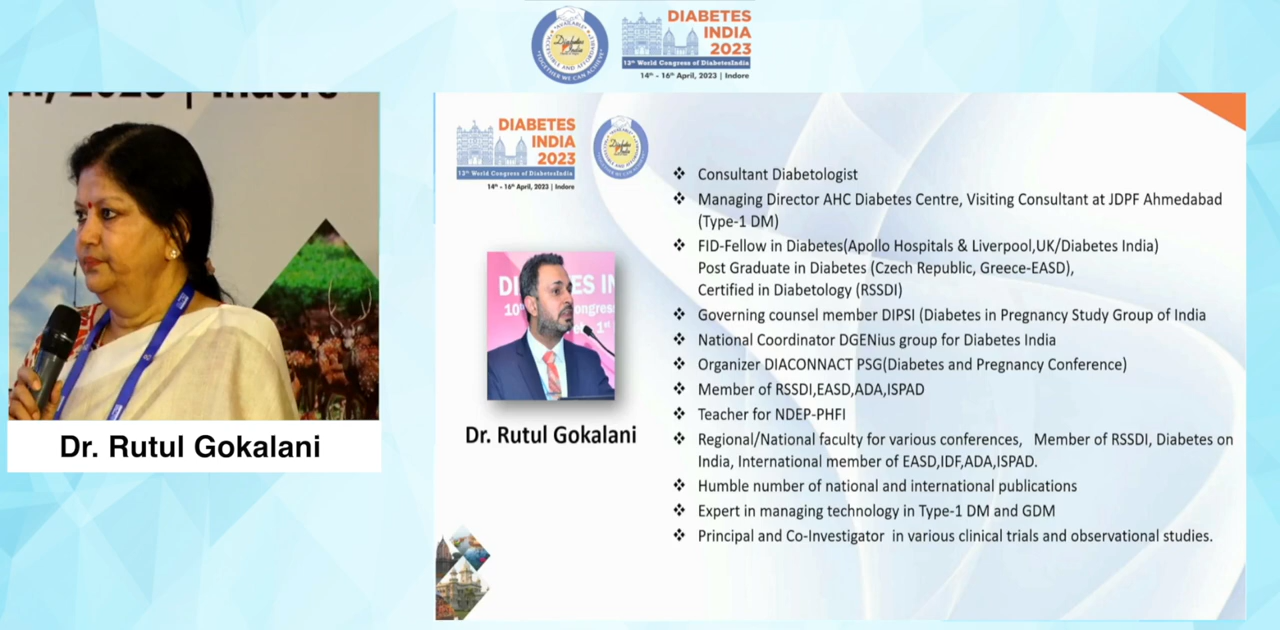 DIABETES
INDIA
2023
13th World Congress of DiabetesIndia
14th - 16th April, 2023 | Indore
DIABETES
INDIA
2023
13th World Congress of DiabetesIndia
14th - 16th April, 2023 | Indore
Dr. Rutul Gokalani
Dr. Rutul Gokalani
❖ Consultant Diabetologist
❖ Managing Director AHC Diabetes Centre, Visiting Consultant at JDPF Ahmedabad
(Type-1 DM)
❖ FID-Fellow in Diabetes(Apollo Hospitals & Liverpool,UK/Diabetes India)
Post Graduate in Diabetes (Czech Republic, Greece-EASD),
Certified in Diabetology (RSSDI)
❖ Governing counsel member DIPSI (Diabetes in Pregnancy Study Group of India
❖ National Coordinator DGENius group for Diabetes India
❖ Organizer DIACONNACT PSG(Diabetes and Pregnancy Conference)
❖ Member of RSSDI,EASD,ADA,ISPAD
❖ Teacher for NDEP-PHFI
❖ Regional/National faculty for various conferences, Member of RSSDI, Diabetes on
India, International member of EASD,IDF,ADA,ISPAD.
❖ Humble number of national and international publications
❖ Expert in managing technology in Type-1 DM and GDM
❖ Principal and Co-Investigator in various clinical trials and observational studies.